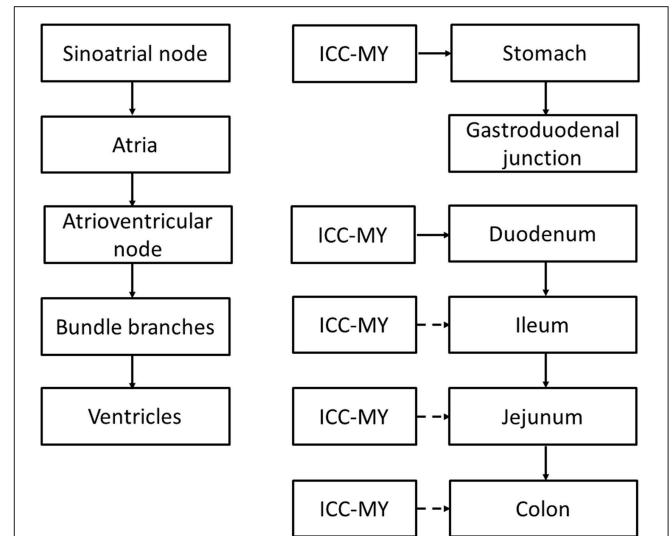 Sinoatrial node
Atria
Atrioventricular
node
Bundle branches
Ventricles
ICC-MY
Stomach
Gastroduodenal
junction
ICC-MY
Duodenum
ICC-MY
Ileum
ICC-MY
Jejunum
ICC-MY
Colon